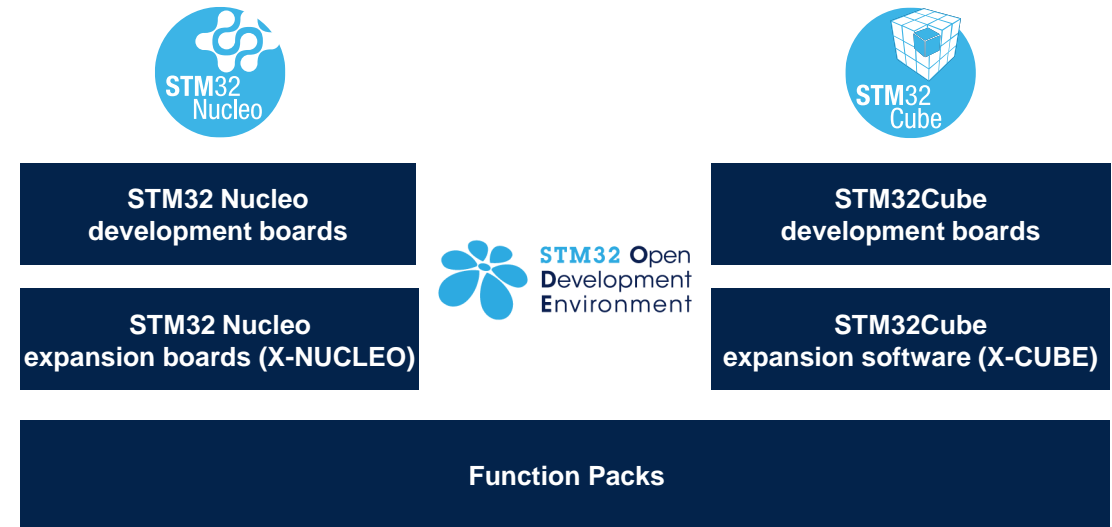 STM32
Nucleo
STM32
Cube
STM32 Nucleo
development boards
STM32Cube
development boards
STM32 Open
Development
Environment
STM32 Nucleo
expansion boards (X-NUCLEO)
STM32Cube
expansion software (X-CUBE)
Function Packs